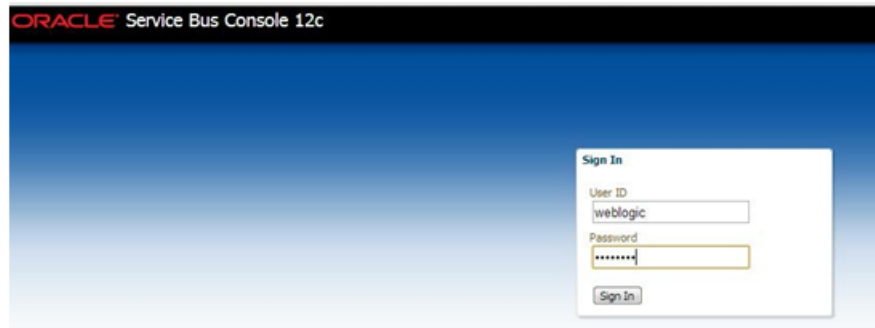 ORACLE Service Bus Console 12c
Sign In
User ID
weblogic
Password
••••••••
Sign In